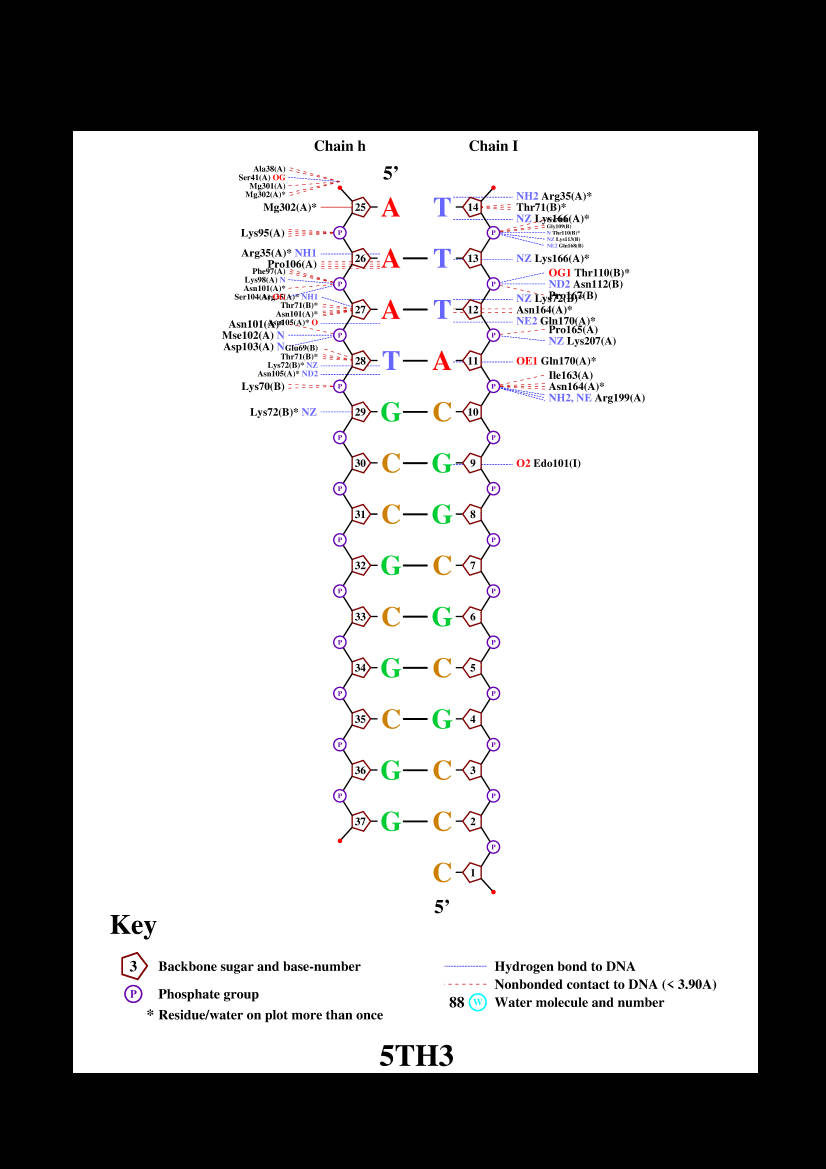 Chain h Chain I
5’
Ala38(A)
Ser41(A) OG
Mg301(A)
Mg302(A)*
Mg302(A)* 25 A T 14 NH2 Arg35(A)*
Thr71(B)*
NZ Lys166(A)*
Lys95(A) P P Gly109(B)
N Thr110(B)*
NZ Lys113(B)
NE2 Gln168(B)
Arg35(A)* NH1 26 A T 13 NZ Lys166(A)*
Pro106(A)
Phe97(A)
Lys98(A) N P P OG1 Thr110(B)*
Asn101(A)* ND2 Asn112(B)
Ser104(A) Arg35(A)* NH1 Pro167(B)
NZ Lys72(B)*
Thr71(B)* 27 A T 12 Asn164(A)*
Asn101(A)* NE2 Gln170(A)*
Asn101(A)* Asn105(A)* O
Mse102(A) N P P Pro165(A)
Asp103(A) N NZ Lys207(A)
Glu69(B)
Thr71(B)* 28 T A 11 OE1 Gln170(A)*
Lys72(B)* NZ
Asn105(A)* ND2
Lys70(B) P P Ile163(A)
Asn164(A)*
NH2, NE Arg199(A)
Lys72(B)* NZ 29 G C 10
P P
30 C G 9 O2 Edo101(I)
P P
31 C G 8
P P
32 G C 7
P P
33 C G 6
P P
34 G C 5
P P
35 C G 4
P P
36 G C 3
P P
37 G C 2
P
C 1
5’
Key
3 Backbone sugar and base-number
P Phosphate group
* Residue/water on plot more than once
Hydrogen bond to DNA
Nonbonded contact to DNA (< 3.90A)
88 W Water molecule and number
5TH3